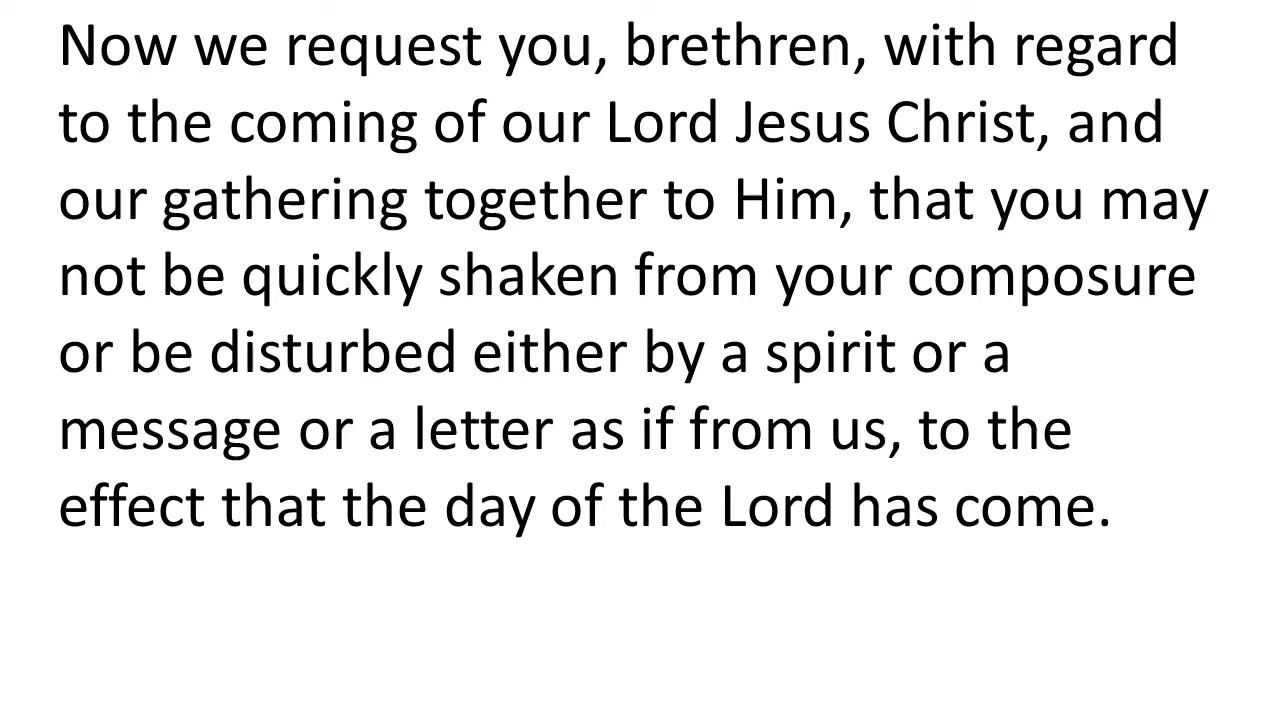 Now we request you, brethren, with regard
to the coming of our Lord Jesus Christ, and
our gathering together to Him, that you may
not be quickly shaken from your composure
or be disturbed either by a spirit or a
message or a letter as if from us, to the
effect that the day of the Lord has come.